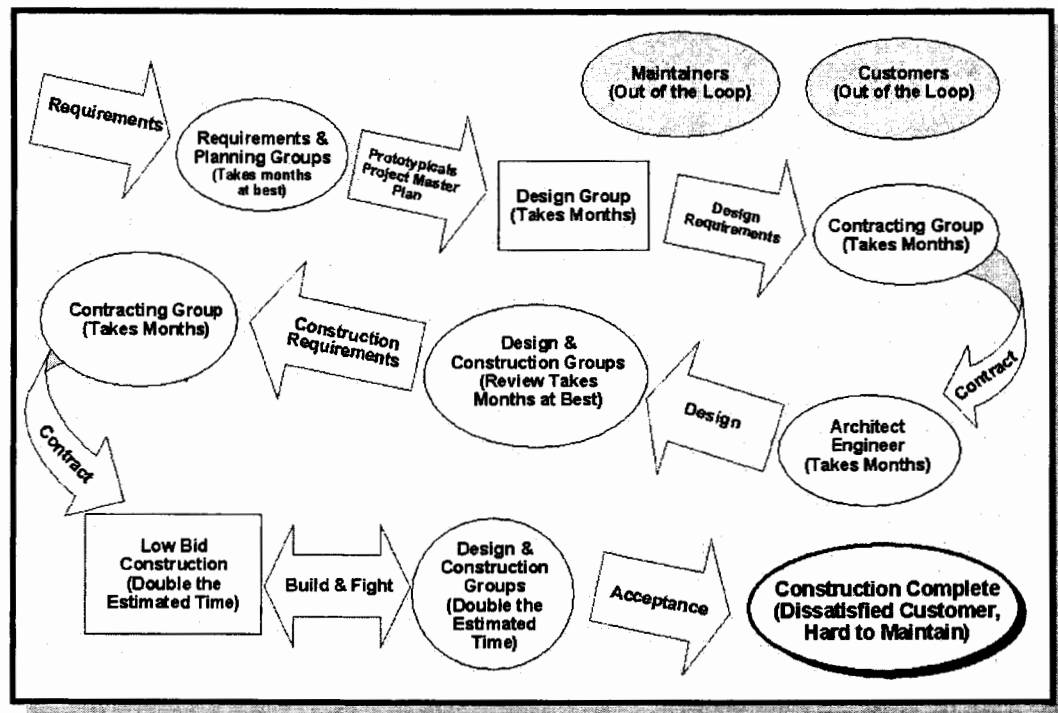 Requirements
Requirements &
Planning Groups
(Takes months
at best)
Prototypicals
Project Master
Plan
Design Group
(Takes Months)
Maintainers
(Out of the Loop)
Customers
(Out of the Loop)
Design
Requirements
Contracting Group
(Takes Months)
Contract
Architect
Engineer
(Takes Months)
Design
Design &
Construction Groups
(Review Takes
Months at Best)
Construction
Requirements
Contracting Group
(Takes Months)
Contract
Low Bid
Construction
(Double the
Estimated Time)
Build & Fight
Design &
Construction
Groups
(Double the
Estimated
Time)
Acceptance
Construction Complete
(Dissatisfied Customer,
Hard to Maintain)